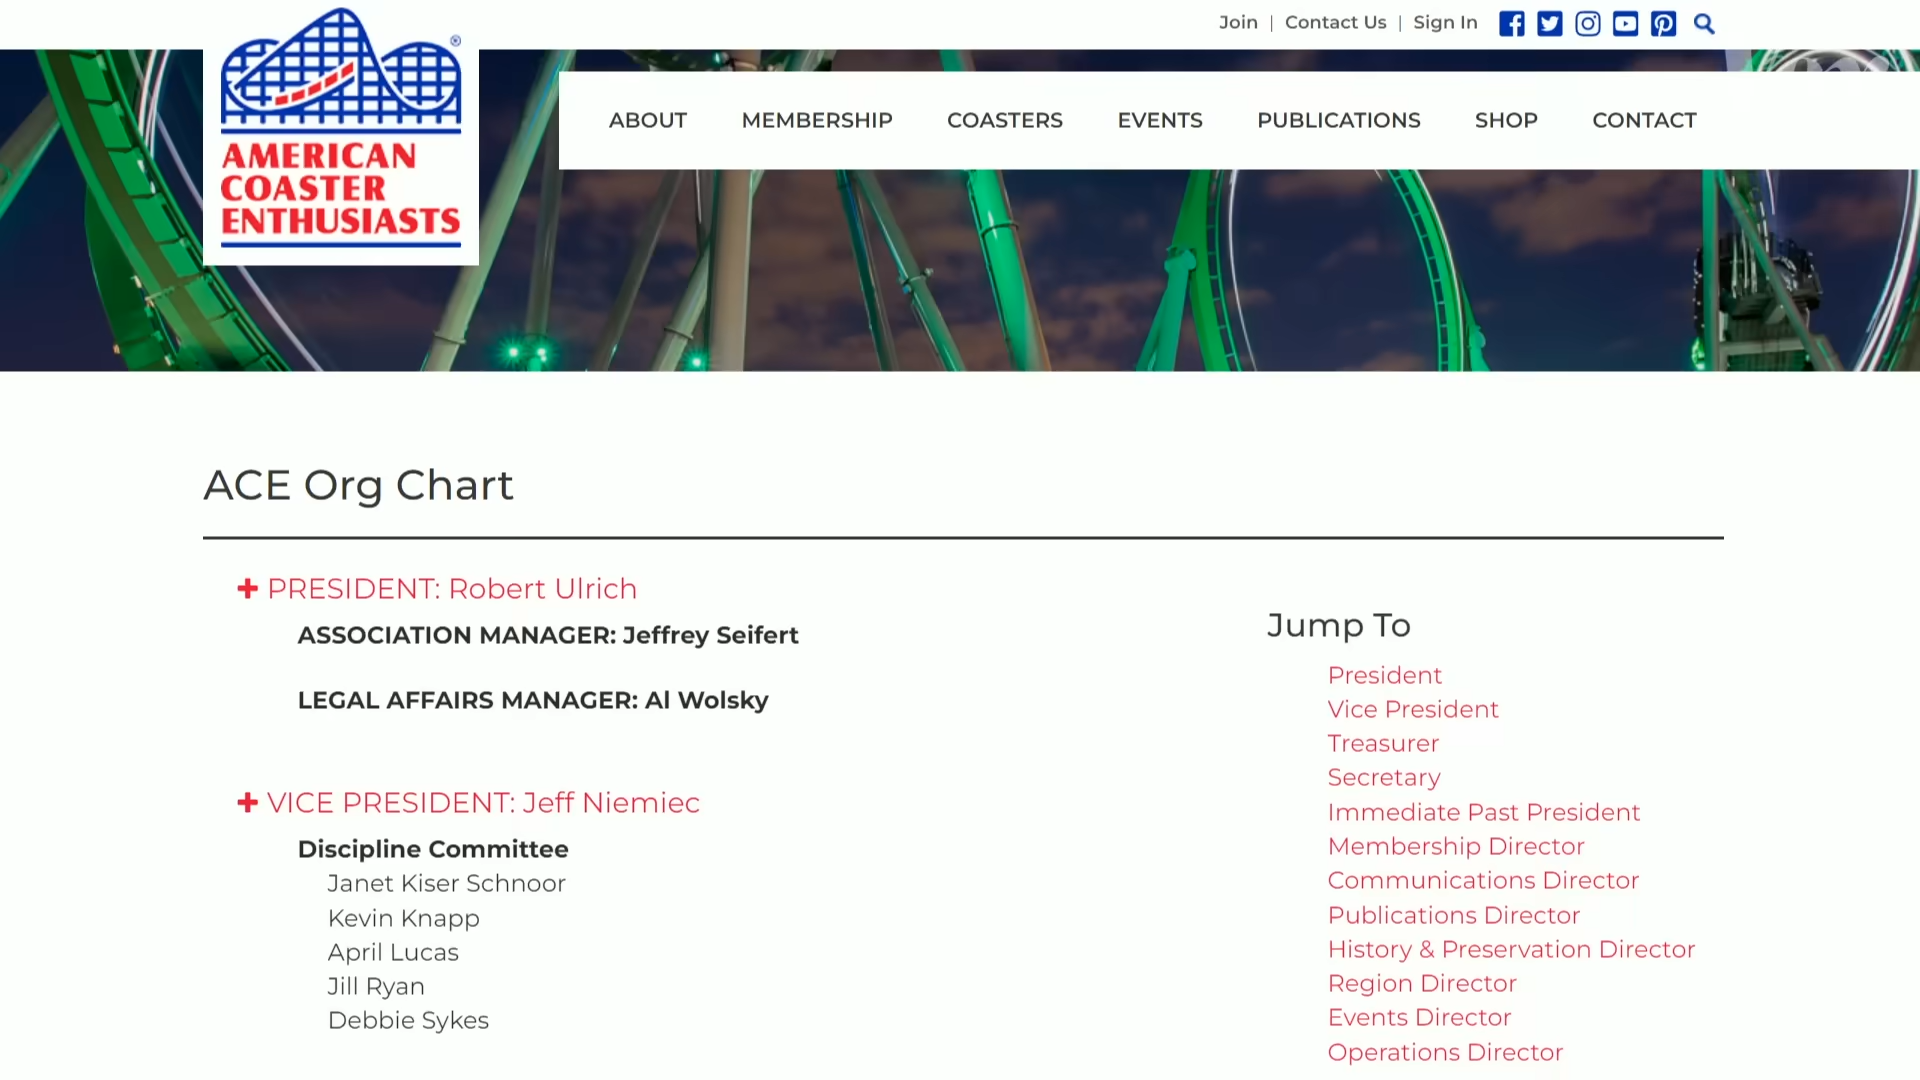 Join | Contact Us | Sign In
®
AMERICAN
COASTER
ENTHUSIASTS
ABOUT MEMBERSHIP COASTERS EVENTS PUBLICATIONS SHOP CONTACT
ACE Org Chart
PRESIDENT: Robert Ulrich
ASSOCIATION MANAGER: Jeffrey Seifert
LEGAL AFFAIRS MANAGER: Al Wolsky
VICE PRESIDENT: Jeff Niemiec
Discipline Committee
Janet Kiser Schnoor
Kevin Knapp
April Lucas
Jill Ryan
Debbie Sykes
Jump To
President
Vice President
Treasurer
Secretary
Immediate Past President
Membership Director
Communications Director
Publications Director
History & Preservation Director
Region Director
Events Director
Operations Director